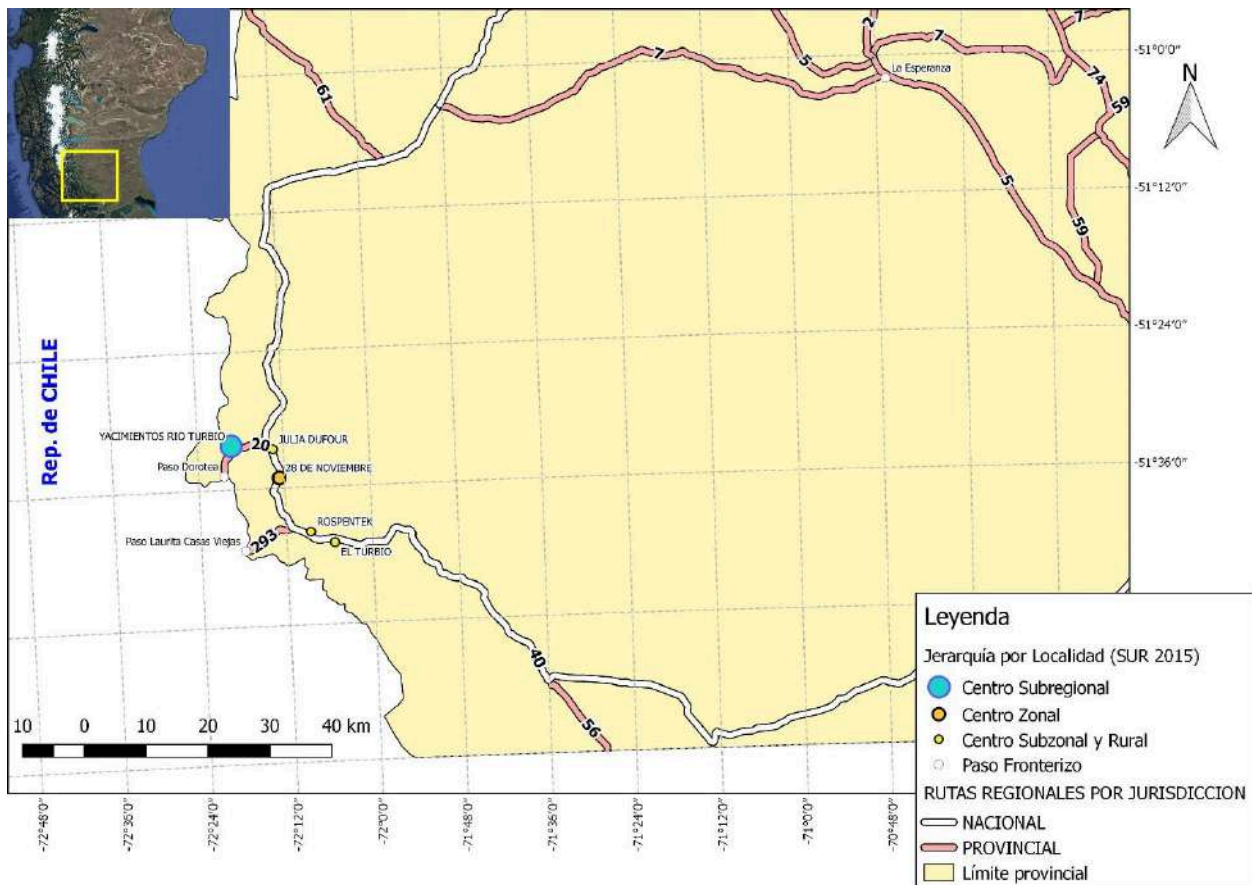 7
2
7
7
-51°0'0"
5
La Esperanza
N
61
74
59
5
-51°12'0"
59
-51°24'0"
Rep. de CHILE
YACIMIENTOS RIO TURBIO
20
JULIA DUFOUR
Paso Dorotea
28 DE NOVIEMBRE
-51°36'0"
ROSPENTEK
Paso Laurita Casas Viejas
293
EL TURBIO
40
56
10 0 10 20 30 40 km
Leyenda
Jerarquía por Localidad (SUR 2015)
Centro Subregional
Centro Zonal
Centro Subzonal y Rural
Paso Fronterizo
RUTAS REGIONALES POR JURISDICCION
NACIONAL
PROVINCIAL
Límite provincial
-72°48'0"
-72°36'0"
-72°24'0"
-72°12'0"
-72°0'0"
-71°48'0"
-71°36'0"
-71°24'0"
-71°12'0"
-71°0'0"
-70°48'0"